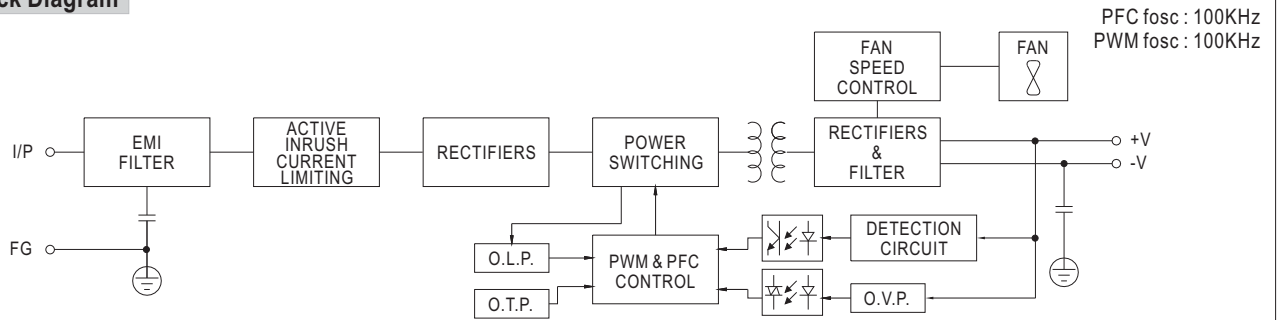 ck Diagram
PFC fosc : 100KHz
PWM fosc : 100KHz
FAN
SPEED
CONTROL
FAN
I/P
EMI
FILTER
ACTIVE
INRUSH
CURRENT
LIMITING
RECTIFIERS
POWER
SWITCHING
RECTIFIERS
&
FILTER
+V
-V
FG
O.L.P.
O.T.P.
PWM & PFC
CONTROL
DETECTION
CIRCUIT
O.V.P.